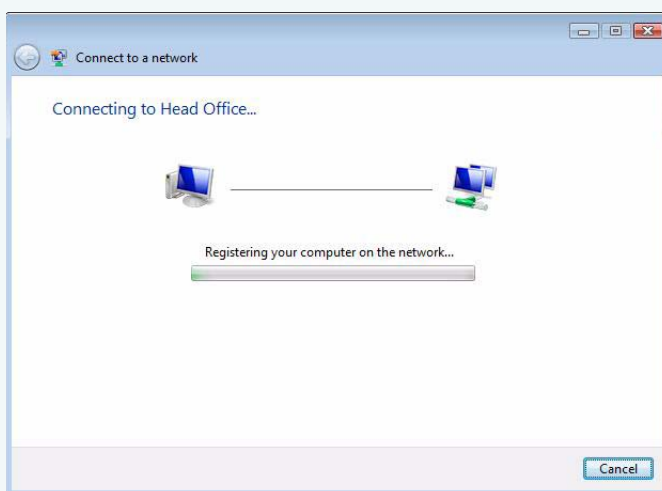 Connect to a network
Connecting to Head Office...
Registering your computer on the network...
Cancel